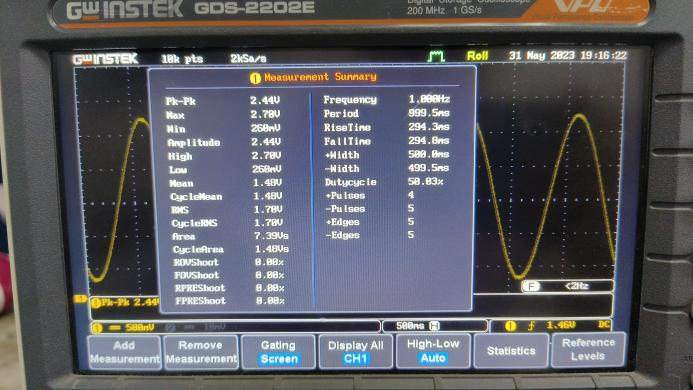 GW INSTEK GDS-2202E
Digital Storage Oscilloscope
200 MHz 1 GS/s
VPO
GW INSTEK 10k pts 2kSa/s Roll 31 May 2023 19:16:22
1 Measurement Summary
Pk-Pk 2.44V
Max 2.70V
Min 260mV
Amplitude 2.44V
High 2.70V
Low 260mV
Mean 1.48V
CycleMean 1.48V
RMS 1.70V
CycleRMS 1.70V
Area 7.39Vs
CycleArea 1.48Vs
ROVShoot 0.00%
FOVShoot 0.00%
RPREShoot 0.00%
FPREShoot 0.00%
Frequency 1.000Hz
Period 999.5ms
RiseTime 294.3ms
FallTime 294.0ms
+Width 500.0ms
-Width 499.5ms
Dutycycle 50.03%
+Pulses 4
-Pulses 5
+Edges 5
-Edges 5
F <2Hz
1 Pk-Pk 2.44
1 500mV 2 10mV 500ms H 1 1.46V DC
Add Measurement
Remove Measurement
Gating
Screen
Display All
CH1
High-Low
Auto
Statistics
Reference Levels